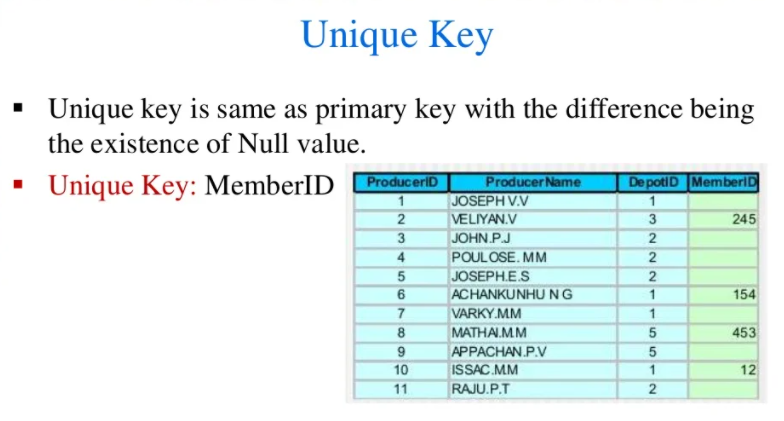 Unique Key
▪ Unique key is same as primary key with the difference being
the existence of Null value.
▪ Unique Key: MemberID
ProducerID ProducerName DepotID MemberID
1 JOSEPH V.V 1
2 VELIYAN.V 3 245
3 JOHN.P.J 2
4 POULOSE. MM 2
5 JOSEPH.E.S 2
6 ACHANKUNHU N G 1 154
7 VARKY.M.M 1
8 MATHAI.M.M 5 453
9 APPACHAN.P.V 5
10 ISSAC.M.M 1 12
11 RAJU.P.T 2